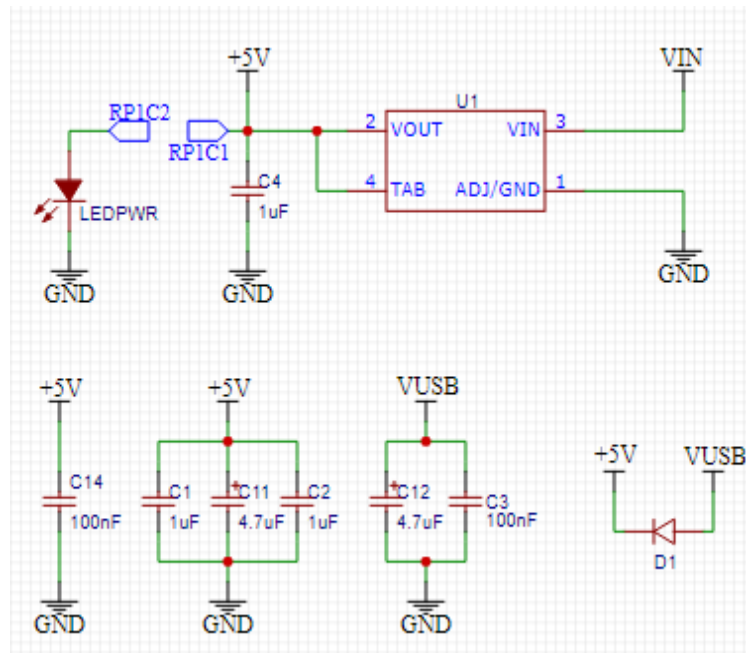 +5V
VIN
RP1C2
RP1C1
U1
2 VOUT VIN 3
4 TAB ADJ/GND 1
C4
1uF
LEDPWR
GND
GND
GND
+5V
+5V
VUSB
+5V
VUSB
C14
100nF
C1
1uF
+
C11
4.7uF
C2
1uF
+
C12
4.7uF
C3
100nF
D1
GND
GND
GND